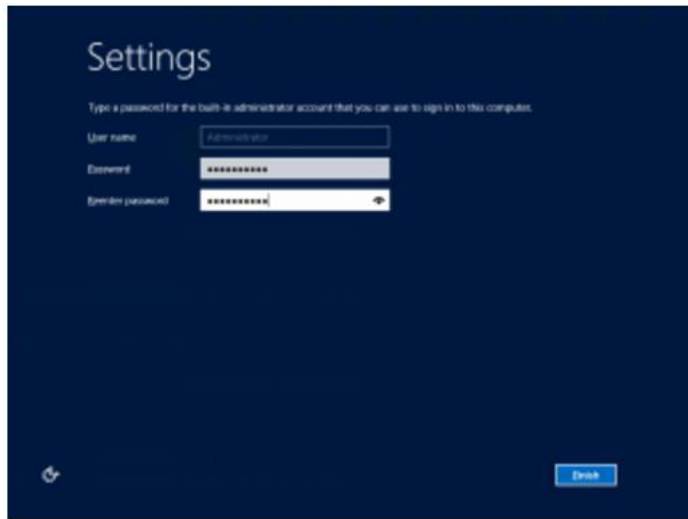 Settings
Type a password for the built-in administrator account that you can use to sign in to this computer.
User name
Administrator
Password
••••••••••
Reenter password
••••••••••
Finish